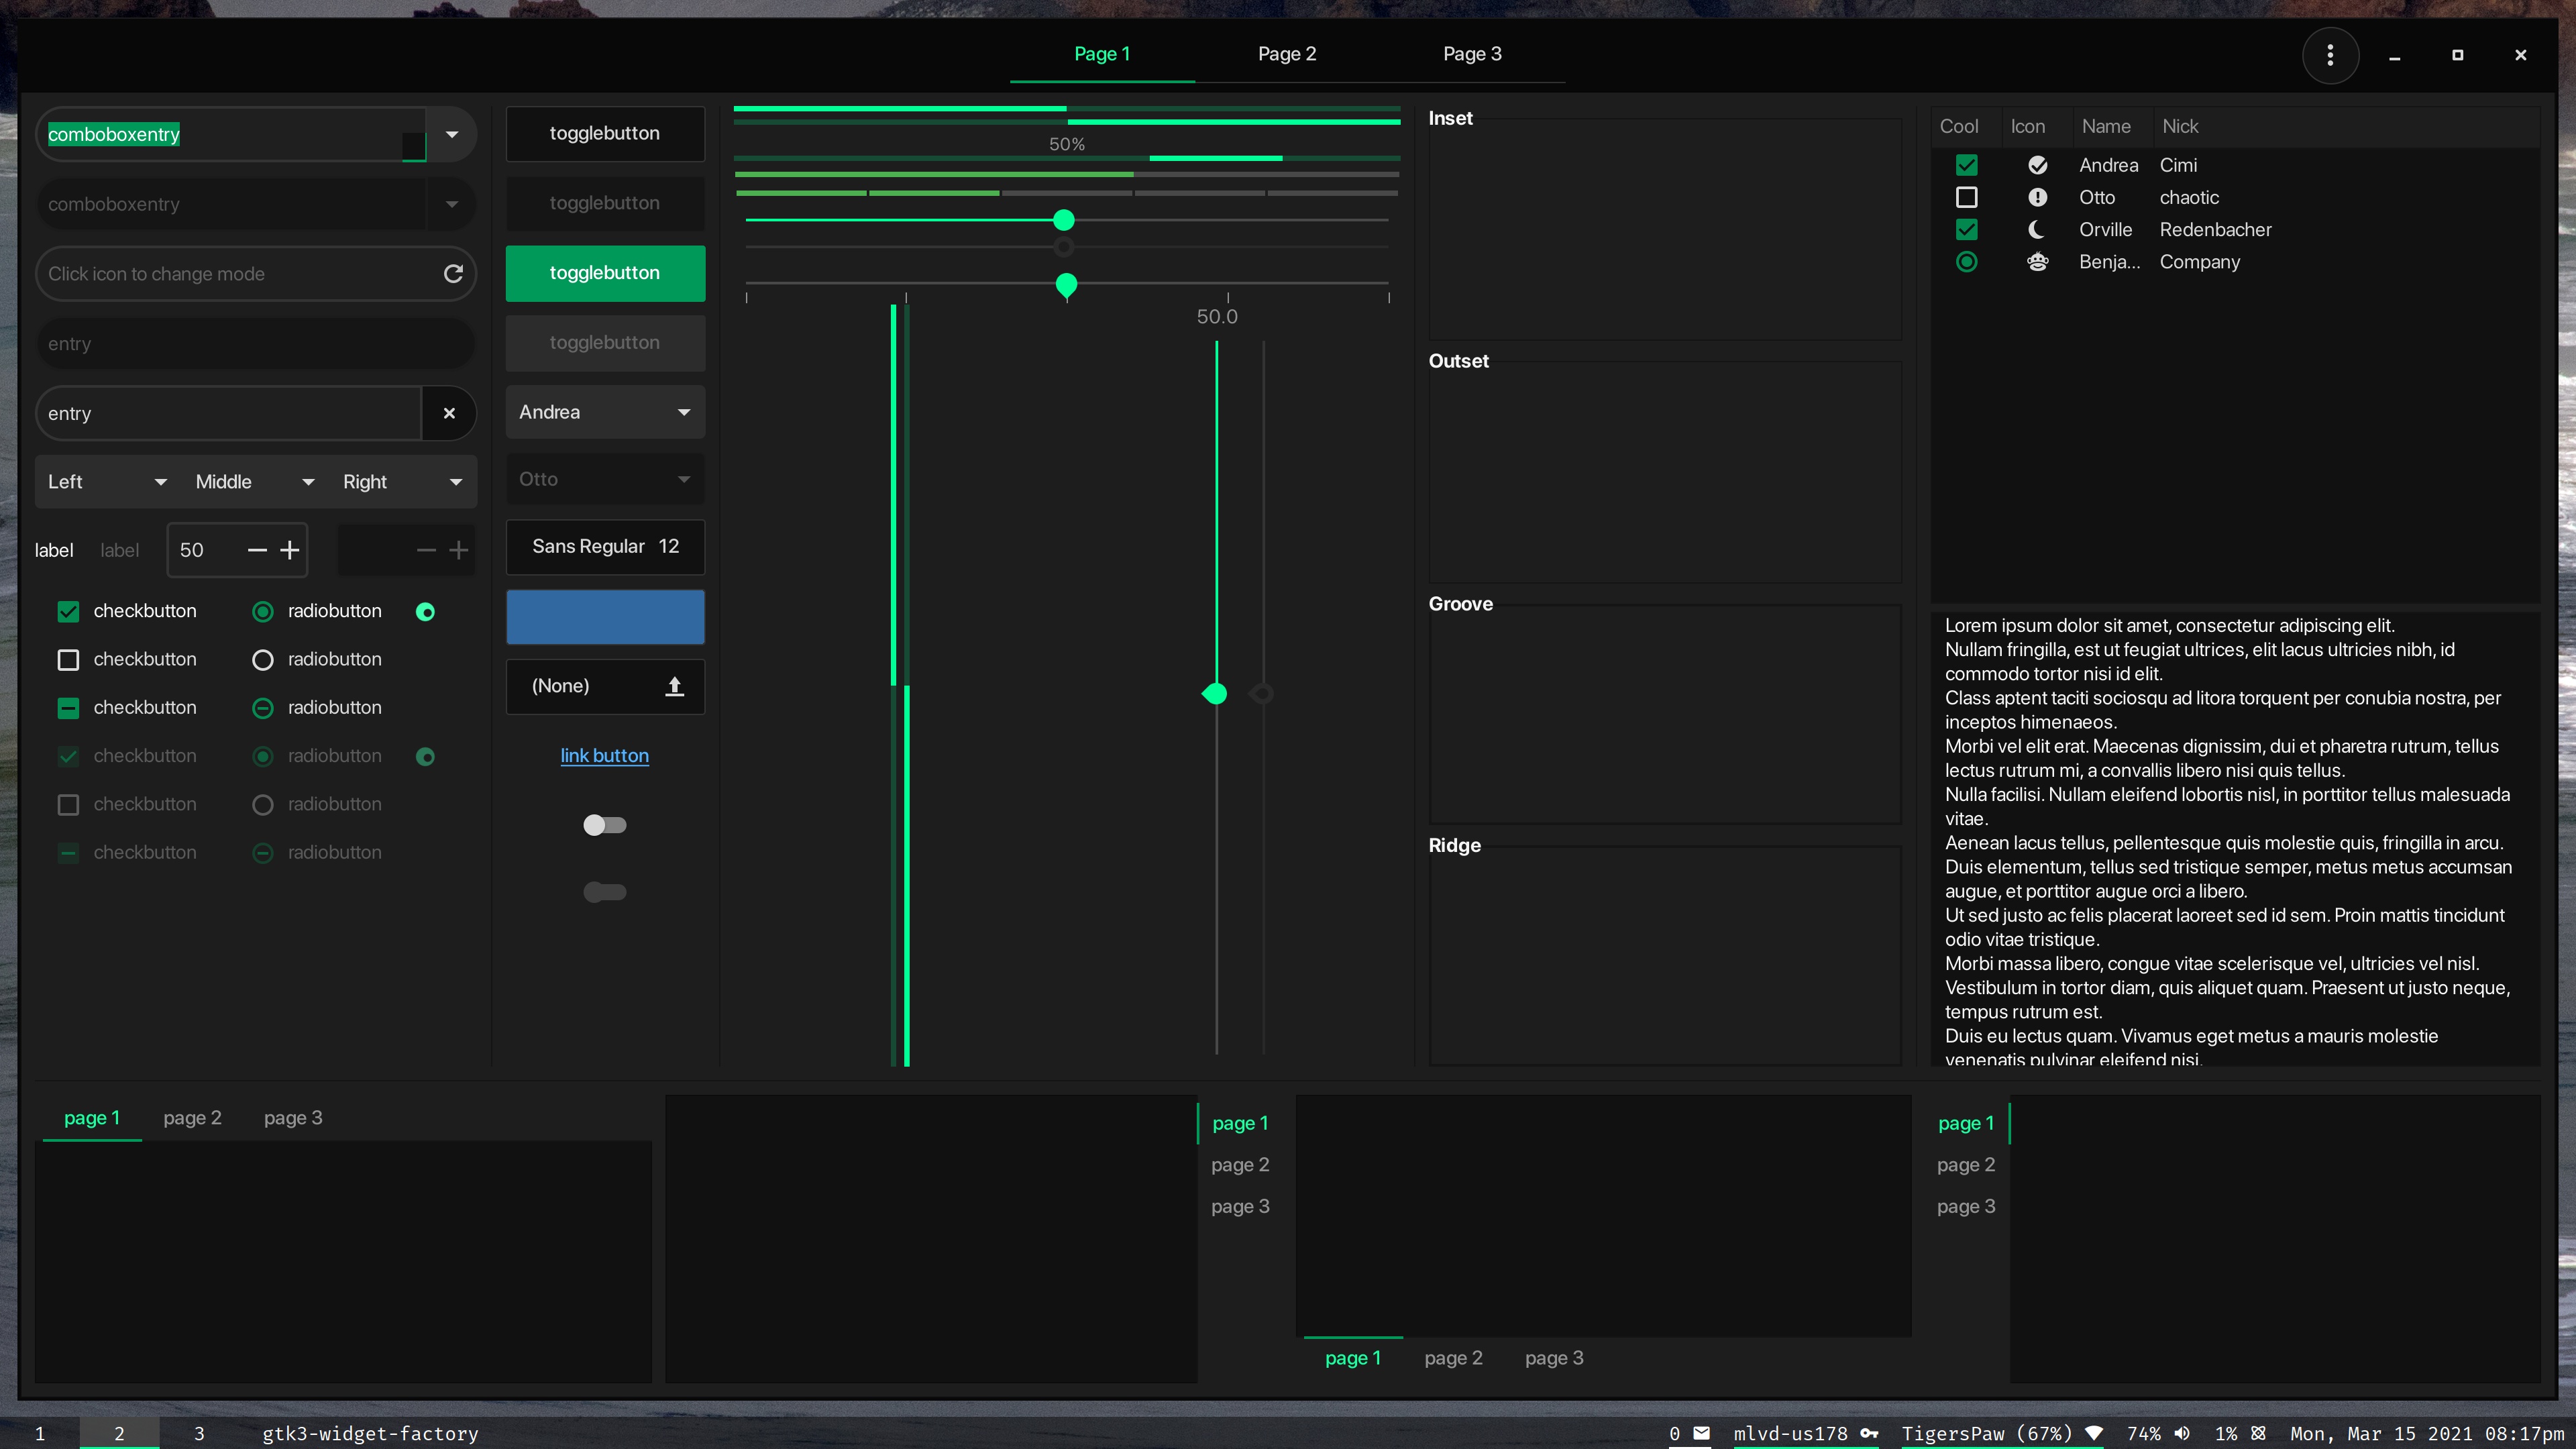 Page 1 Page 2 Page 3
comboboxentry
comboboxentry
Click icon to change mode
entry
entry
Left Middle Right
label label 50
checkbutton radiobutton
checkbutton radiobutton
checkbutton radiobutton
checkbutton radiobutton
checkbutton radiobutton
checkbutton radiobutton
togglebutton
togglebutton
togglebutton
togglebutton
Andrea
Otto
Sans Regular 12
(None)
link button
50%
50.0
Inset
Outset
Groove
Ridge
Cool Icon Name Nick
Andrea Cimi
Otto chaotic
Orville Redenbacher
Benja... Company
Lorem ipsum dolor sit amet, consectetur adipiscing elit.
Nullam fringilla, est ut feugiat ultrices, elit lacus ultricies nibh, id
commodo tortor nisi id elit.
Class aptent taciti sociosqu ad litora torquent per conubia nostra, per
inceptos himenaeos.
Morbi vel elit erat. Maecenas dignissim, dui et pharetra rutrum, tellus
lectus rutrum mi, a convallis libero nisi quis tellus.
Nulla facilisi. Nullam eleifend lobortis nisl, in porttitor tellus malesuada
vitae.
Aenean lacus tellus, pellentesque quis molestie quis, fringilla in arcu.
Duis elementum, tellus sed tristique semper, metus metus accumsan
augue, et porttitor augue orci a libero.
Ut sed justo ac felis placerat laoreet sed id sem. Proin mattis tincidunt
odio vitae tristique.
Morbi massa libero, congue vitae scelerisque vel, ultricies vel nisl.
Vestibulum in tortor diam, quis aliquet quam. Praesent ut justo neque,
tempus rutrum est.
Duis eu lectus quam. Vivamus eget metus a mauris molestie
venenatis pulvinar eleifend nisi.
page 1 page 2 page 3
page 1
page 2
page 3
page 1 page 2 page 3
page 1
page 2
page 3
1 2 3 gtk3-widget-factory 0 mlvd-us178 TigersPaw (67%) 74% 1% Mon, Mar 15 2021 08:17pm